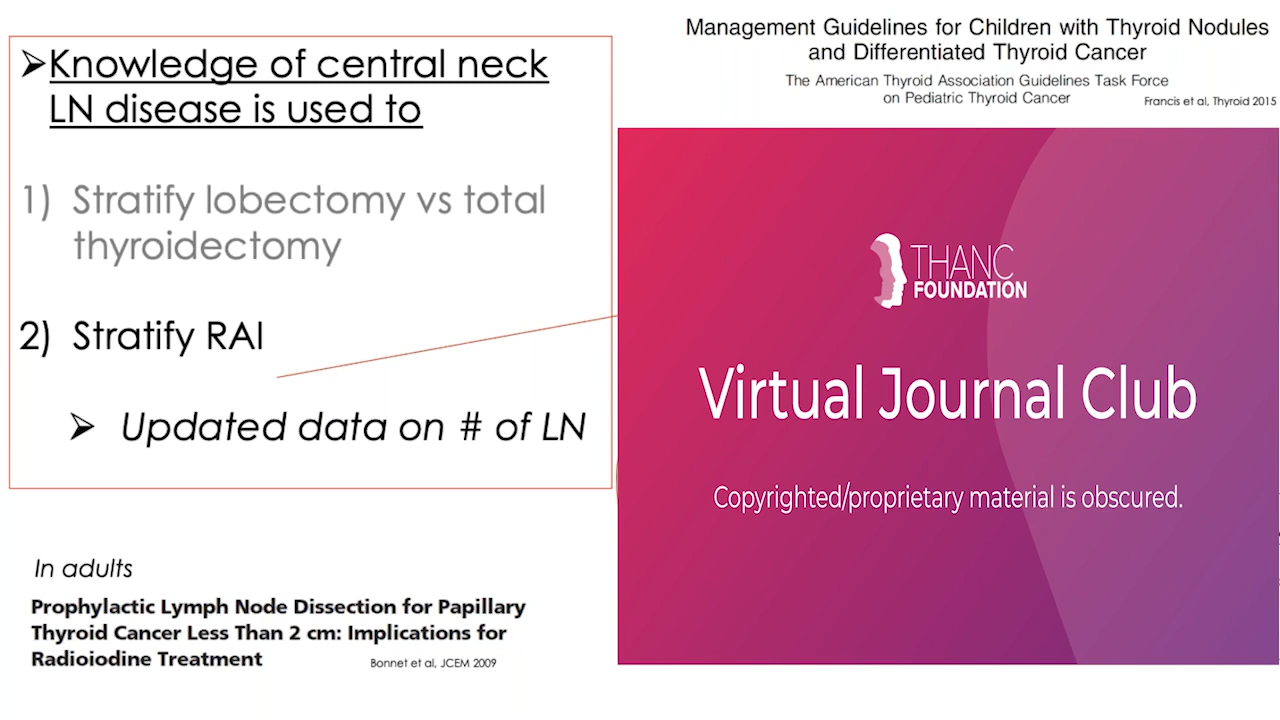 ➢Knowledge of central neck
LN disease is used to
1) Stratify lobectomy vs total
thyroidectomy
2) Stratify RAI
➢ Updated data on # of LN
In adults
Prophylactic Lymph Node Dissection for Papillary
Thyroid Cancer Less Than 2 cm: Implications for
Radioiodine Treatment
Bonnet et al, JCEM 2009
Management Guidelines for Children with Thyroid Nodules
and Differentiated Thyroid Cancer
The American Thyroid Association Guidelines Task Force
on Pediatric Thyroid Cancer
Francis et al, Thyroid 2015
THANC
FOUNDATION
Virtual Journal Club
Copyrighted/proprietary material is obscured.